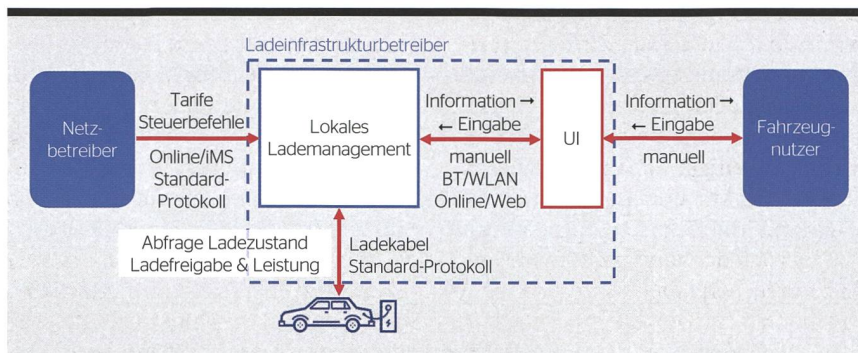 Ladeinfrastrukturbetreiber
Netz-
betreiber
Tarife
Steuerbefehle
Online/iMS
Standard-
Protokoll
Lokales
Lademanagement
Information →
← Eingabe
manuell
BT/WLAN
Online/Web
UI
Information →
← Eingabe
manuell
Fahrzeug-
nutzer
Abfrage Ladezustand
Ladefreigabe & Leistung
Ladekabel
Standard-Protokoll